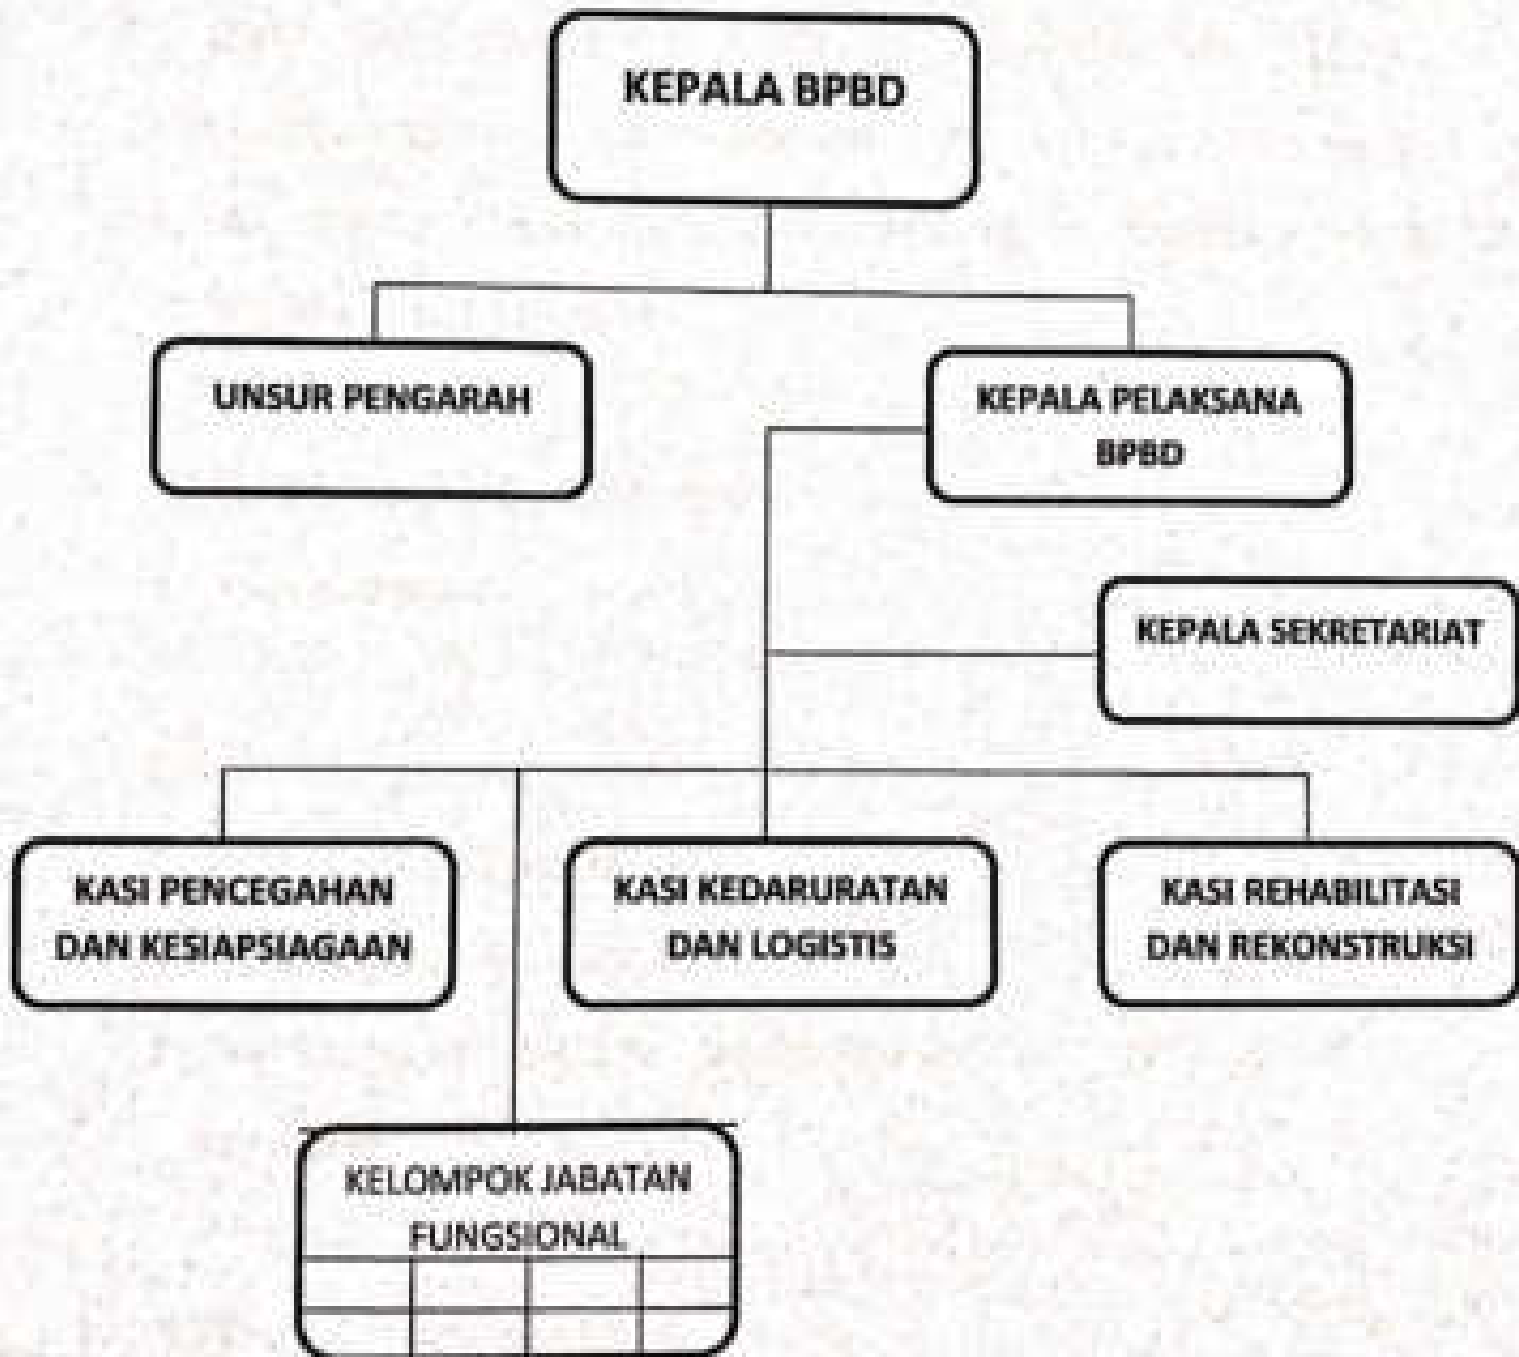 KEPALA BPBD
UNSUR PENGARAH
KEPALA PELAKSANA
BPBD
KEPALA SEKRETARIAT
KASI PENCEGAHAN
DAN KESIAPSIAGAAN
KASI KEDARURATAN
DAN LOGISTIS
KASI REHABILITASI
DAN REKONSTRUKSI
KELOMPOK JABATAN
FUNGSIONAL